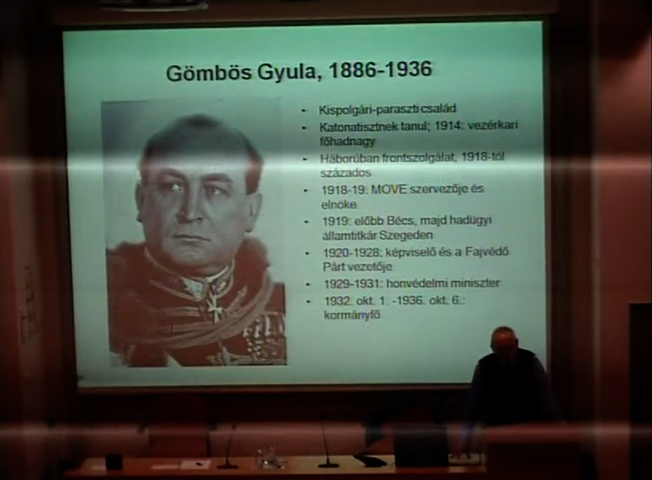 Gömbös Gyula, 1886-1936
Kispolgári-paraszti család
Katonatisztnek tanul; 1914: vezérkari
főhadnagy
Háborúban frontszolgálat, 1918-tól
százados
1918-19: MOVE szervezője és
elnöke
1919: előbb Bécs, majd hadügyi
államtitkár Szegeden
1920-1928: képviselő és a Fajvédő
Párt vezetője
1929-1931: honvédelmi miniszter
1932. okt. 1. -1936. okt. 6.:
kormányfő